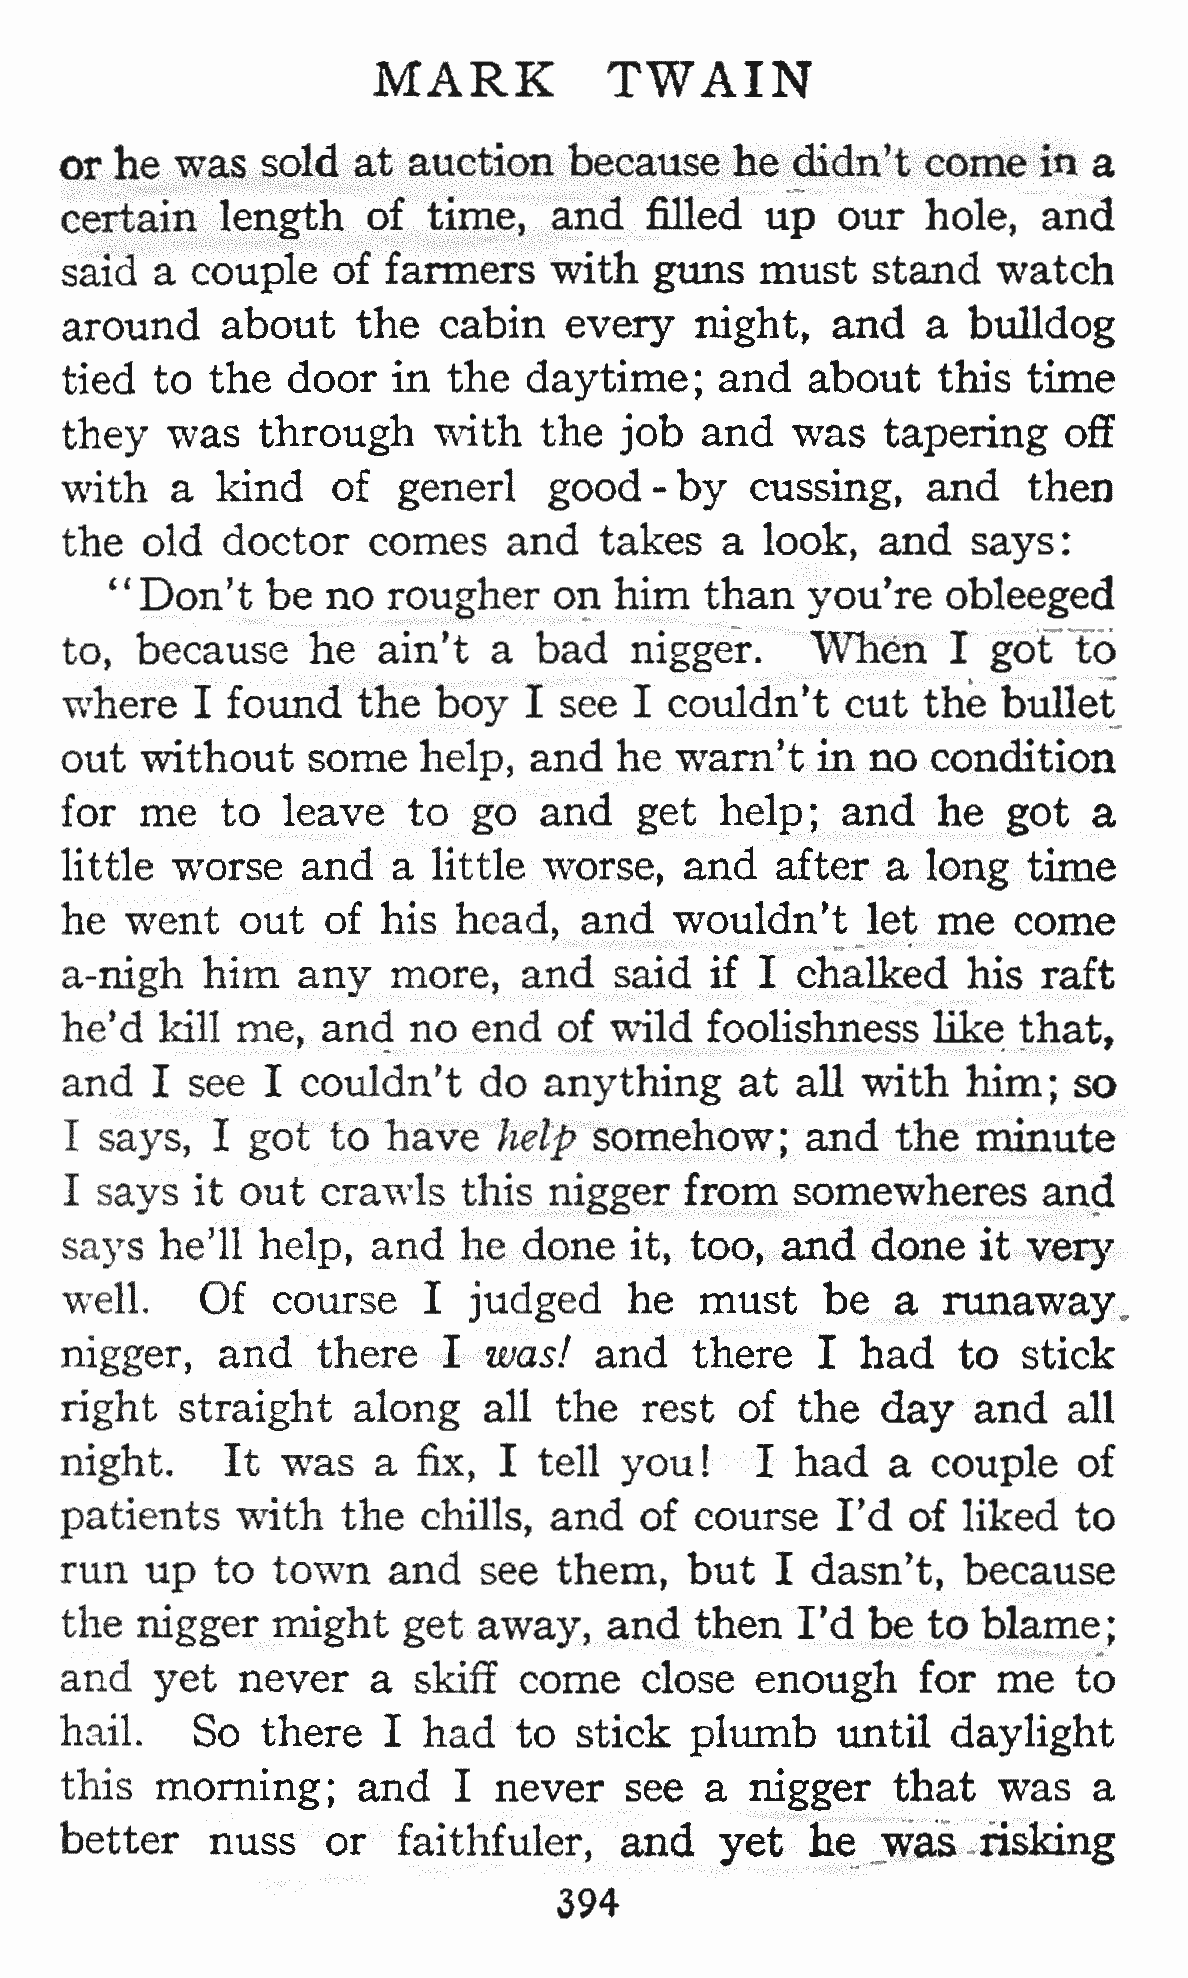 MARK TWAIN
or he was sold at auction because he didn't come in a
certain length of time, and filled up our hole, and
said a couple of farmers with guns must stand watch
around about the cabin every night, and a bulldog
tied to the door in the daytime; and about this time
they was through with the job and was tapering off
with a kind of generl good-by cussing, and then
the old doctor comes and takes a look, and says:
"Don't be no rougher on him than you're obleeged
to, because he ain't a bad nigger. When I got to
where I found the boy I see I couldn't cut the bullet
out without some help, and he warn't in no condition
for me to leave to go and get help; and he got a
little worse and a little worse, and after a long time
he went out of his head, and wouldn't let me come
a-nigh him any more, and said if I chalked his raft
he'd kill me, and no end of wild foolishness like that,
and I see I couldn't do anything at all with him; so
I says, I got to have help somehow; and the minute
I says it out crawls this nigger from somewheres and
says he'll help, and he done it, too, and done it very
well. Of course I judged he must be a runaway
nigger, and there I was! and there I had to stick
right straight along all the rest of the day and all
night. It was a fix, I tell you! I had a couple of
patients with the chills, and of course I'd of liked to
run up to town and see them, but I dasn't, because
the nigger might get away, and then I'd be to blame;
and yet never a skiff come close enough for me to
hail. So there I had to stick plumb until daylight
this morning; and I never see a nigger that was a
better nuss or faithfuler, and yet he was risking
394